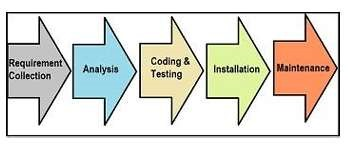 Requirement
Collection
Analysis
Coding &
Testing
Installation
Maintenance